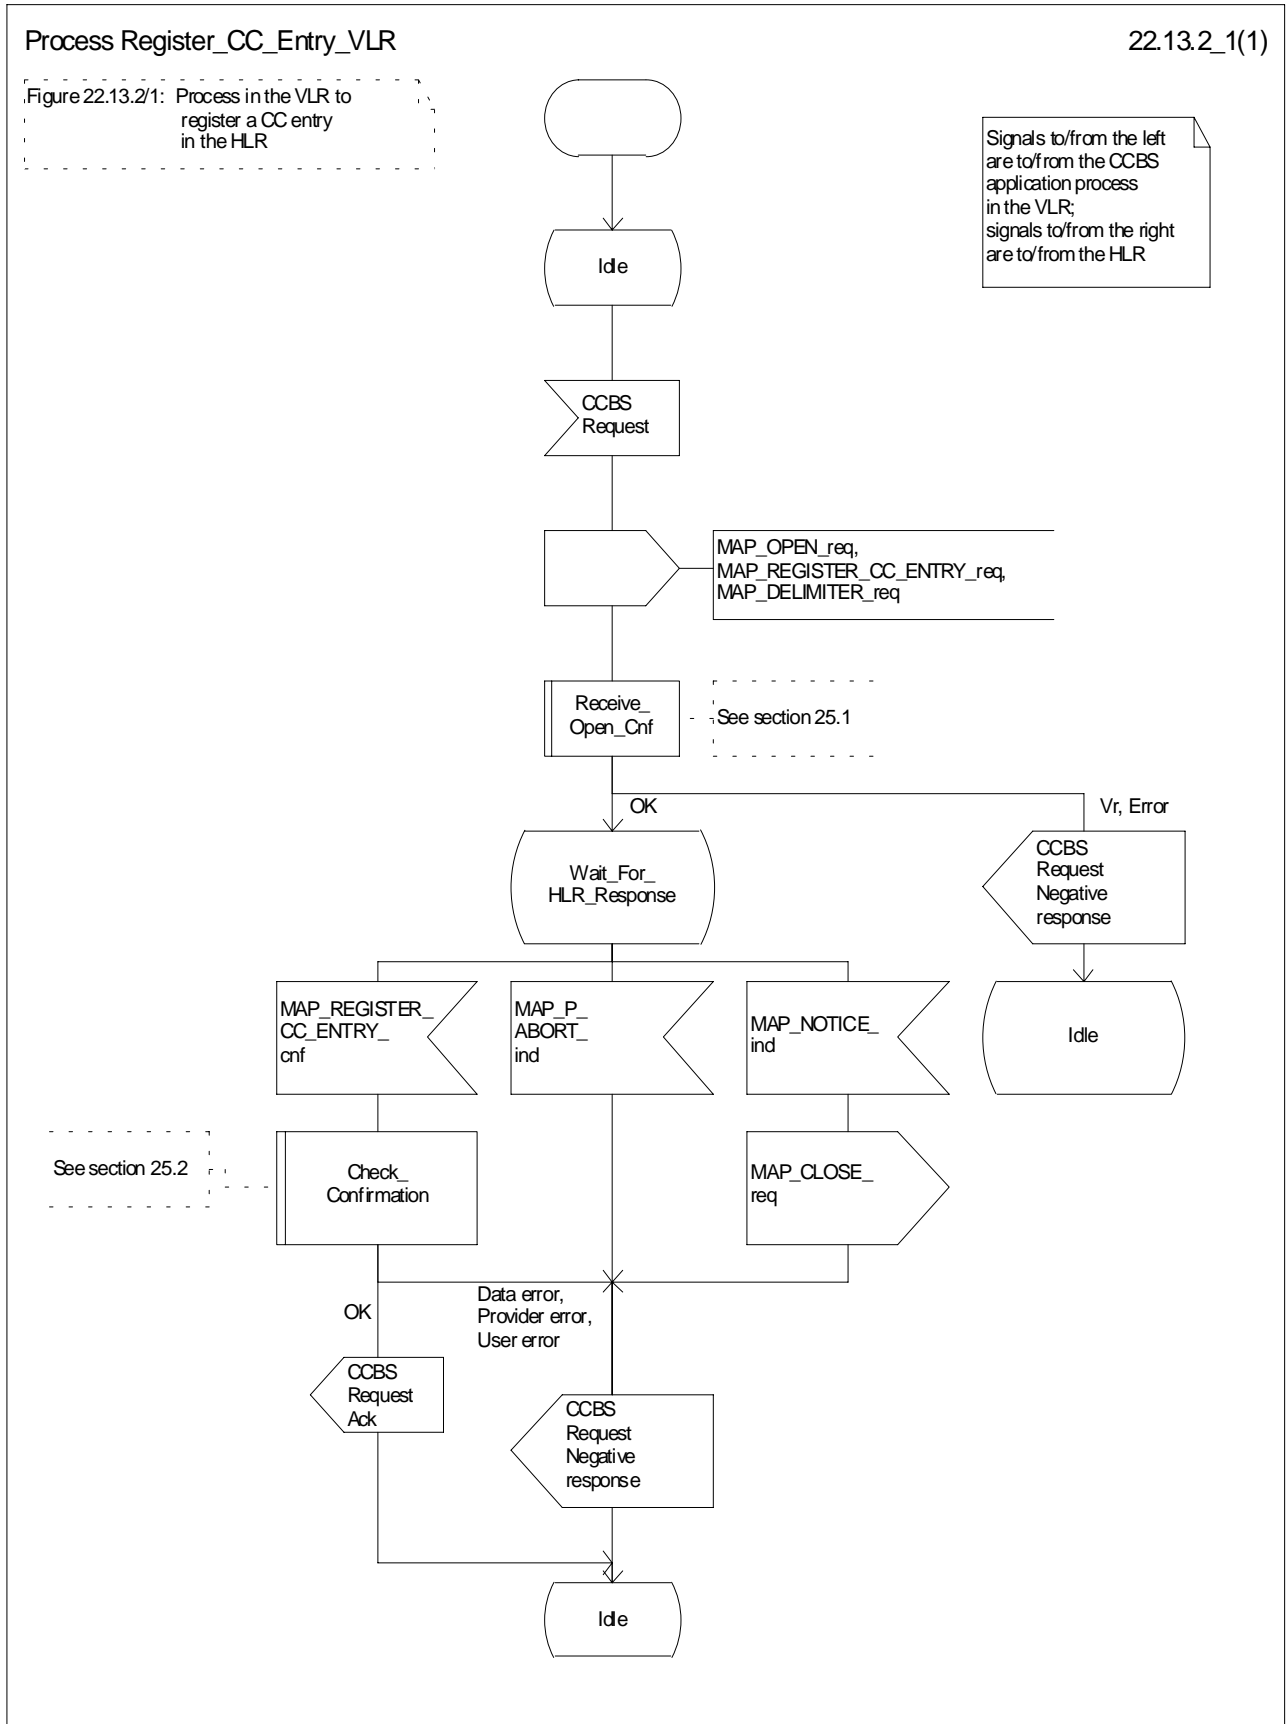 Process Register_CC_Entry_VLR
22.13.2_1(1)
Figure 22.13.2/1: Process in the VLR to
register a CC entry
in the HLR
Signals to/from the left
are to/from the CCBS
application process
in the VLR;
signals to/from the right
are to/from the HLR
Idle
CCBS
Request
MAP_OPEN_req,
MAP_REGISTER_CC_ENTRY_req,
MAP_DELIMITER_req
Receive_
Open_Cnf
See section 25.1
OK
Vr, Error
Wait_For_
HLR_Response
CCBS
Request
Negative
response
MAP_REGISTER_
CC_ENTRY_
cnf
MAP_P_
ABORT_
ind
MAP_NOTICE_
ind
Idle
See section 25.2
Check_
Confirmation
MAP_CLOSE_
req
OK
Data error,
Provider error,
User error
CCBS
Request
Ack
CCBS
Request
Negative
response
Idle